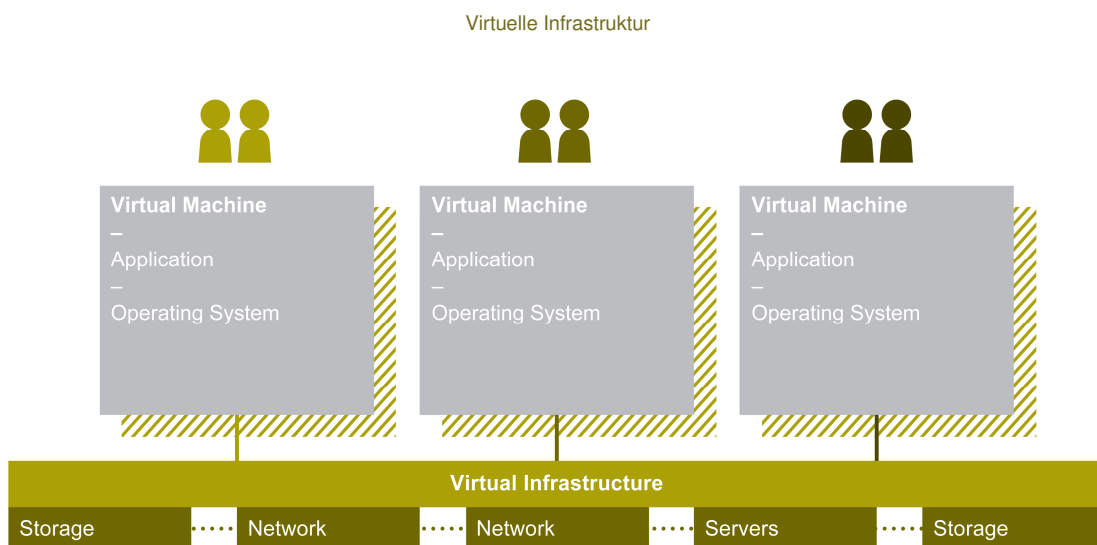 Virtuelle Infrastruktur
Virtual Machine
–
Application
–
Operating System
Virtual Machine
–
Application
–
Operating System
Virtual Machine
–
Application
–
Operating System
Virtual Infrastructure
Storage
Network
Network
Servers
Storage